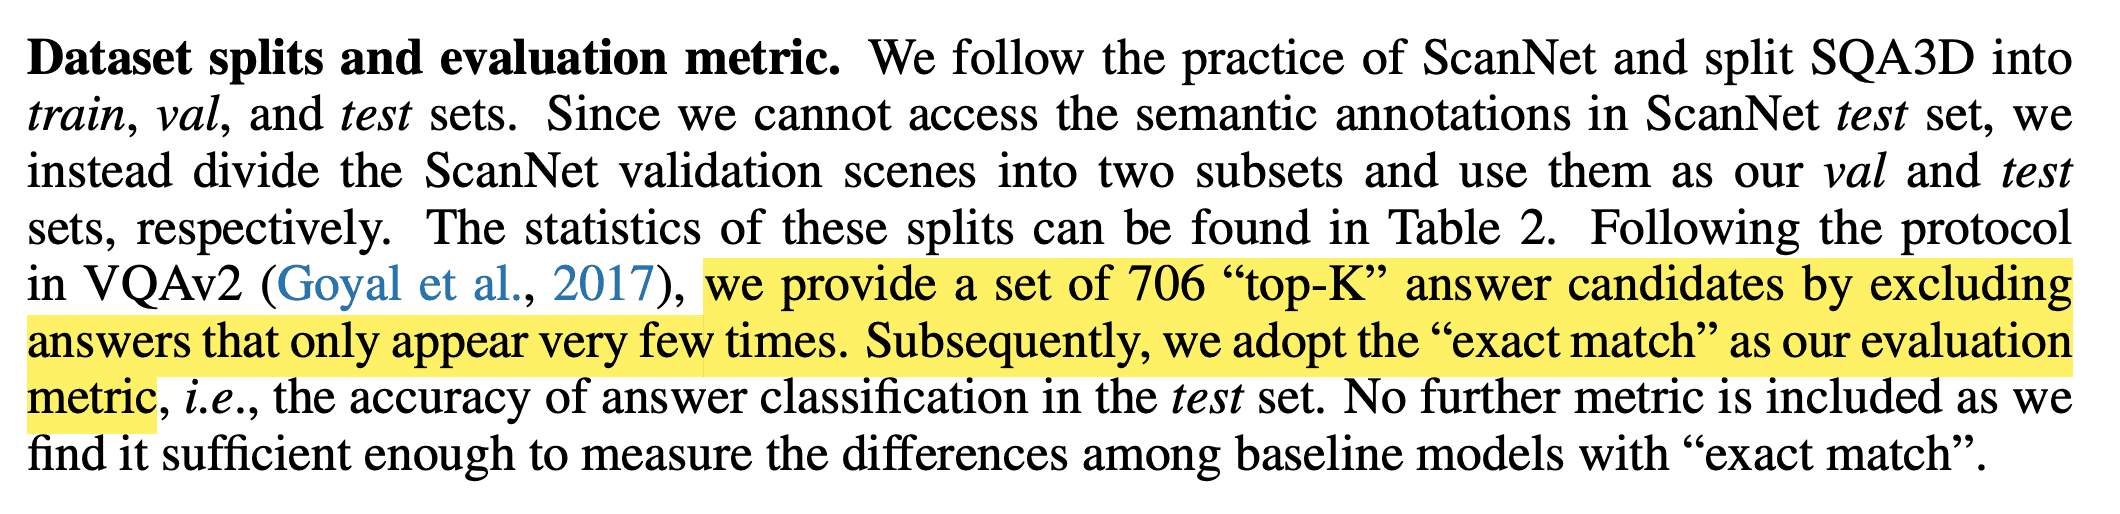 Dataset splits and evaluation metric. We follow the practice of ScanNet and split SQA3D into
train, val, and test sets. Since we cannot access the semantic annotations in ScanNet test set, we
instead divide the ScanNet validation scenes into two subsets and use them as our val and test
sets, respectively. The statistics of these splits can be found in Table 2. Following the protocol
in VQAv2 (Goyal et al., 2017), we provide a set of 706 “top-K” answer candidates by excluding
answers that only appear very few times. Subsequently, we adopt the “exact match” as our evaluation
metric, i.e., the accuracy of answer classification in the test set. No further metric is included as we
find it sufficient enough to measure the differences among baseline models with “exact match”.